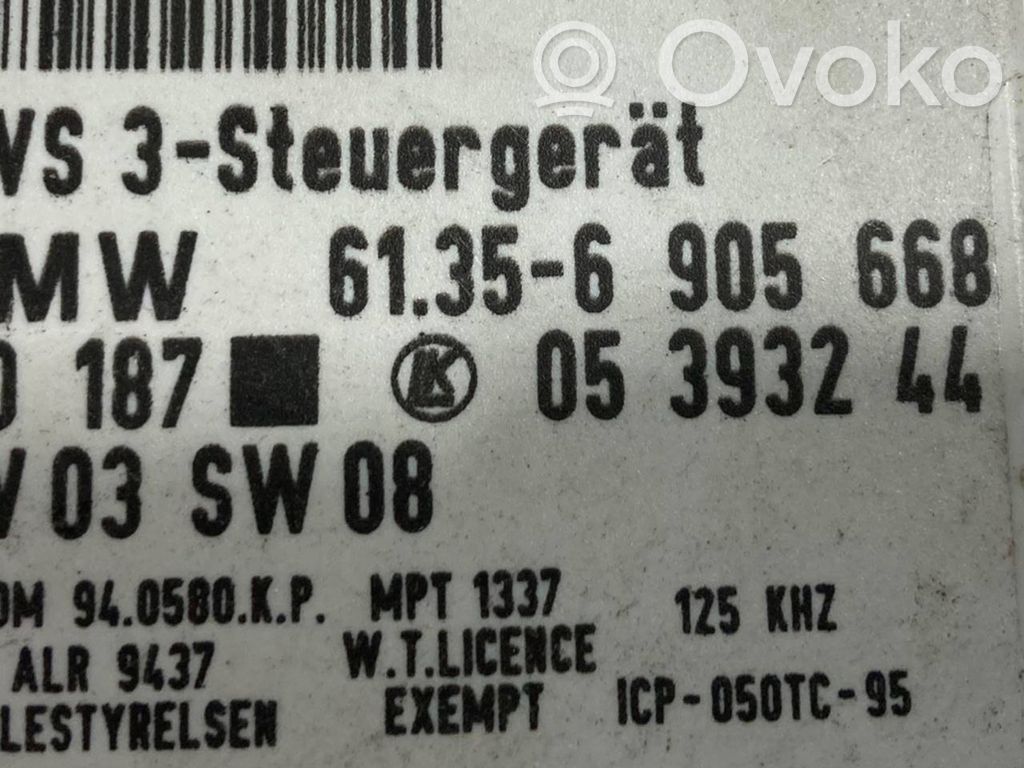 Ovoko
VS 3-Steuergerät
MW 61.35-6 905 668
0 187 K 05 3932 44
W 03 SW 08
OM 94.0580.K.P. MPT 1337
125 KHZ
ALR 9437 W.T.LICENCE
LESTYRELSEN EXEMPT ICP-050TC-95